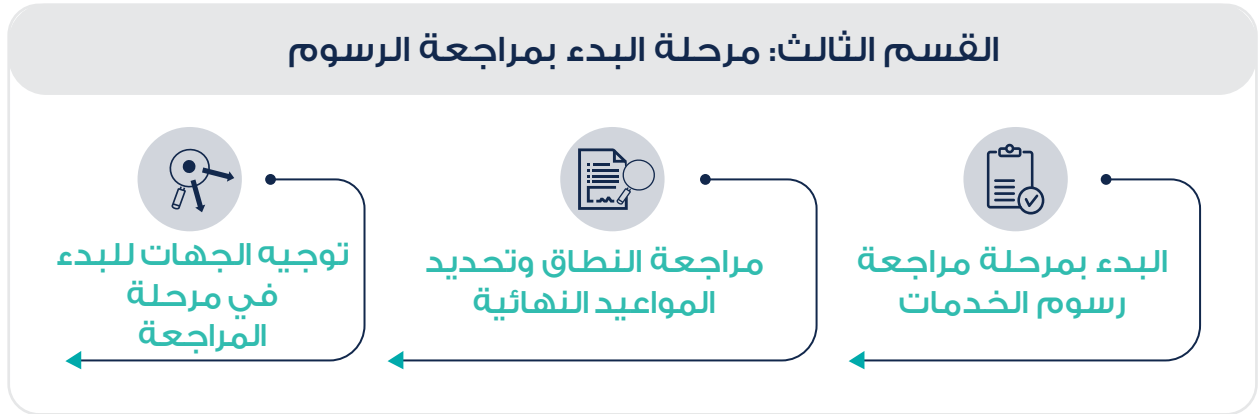 القسم الثالث: مرحلة البدء بمراجعة الرسوم
البدء بمرحلة مراجعة
رسوم الخدمات
مراجعة النطاق وتحديد
المواعيد النهائية
توجيه الجهات للبدء
في مرحلة
المراجعة